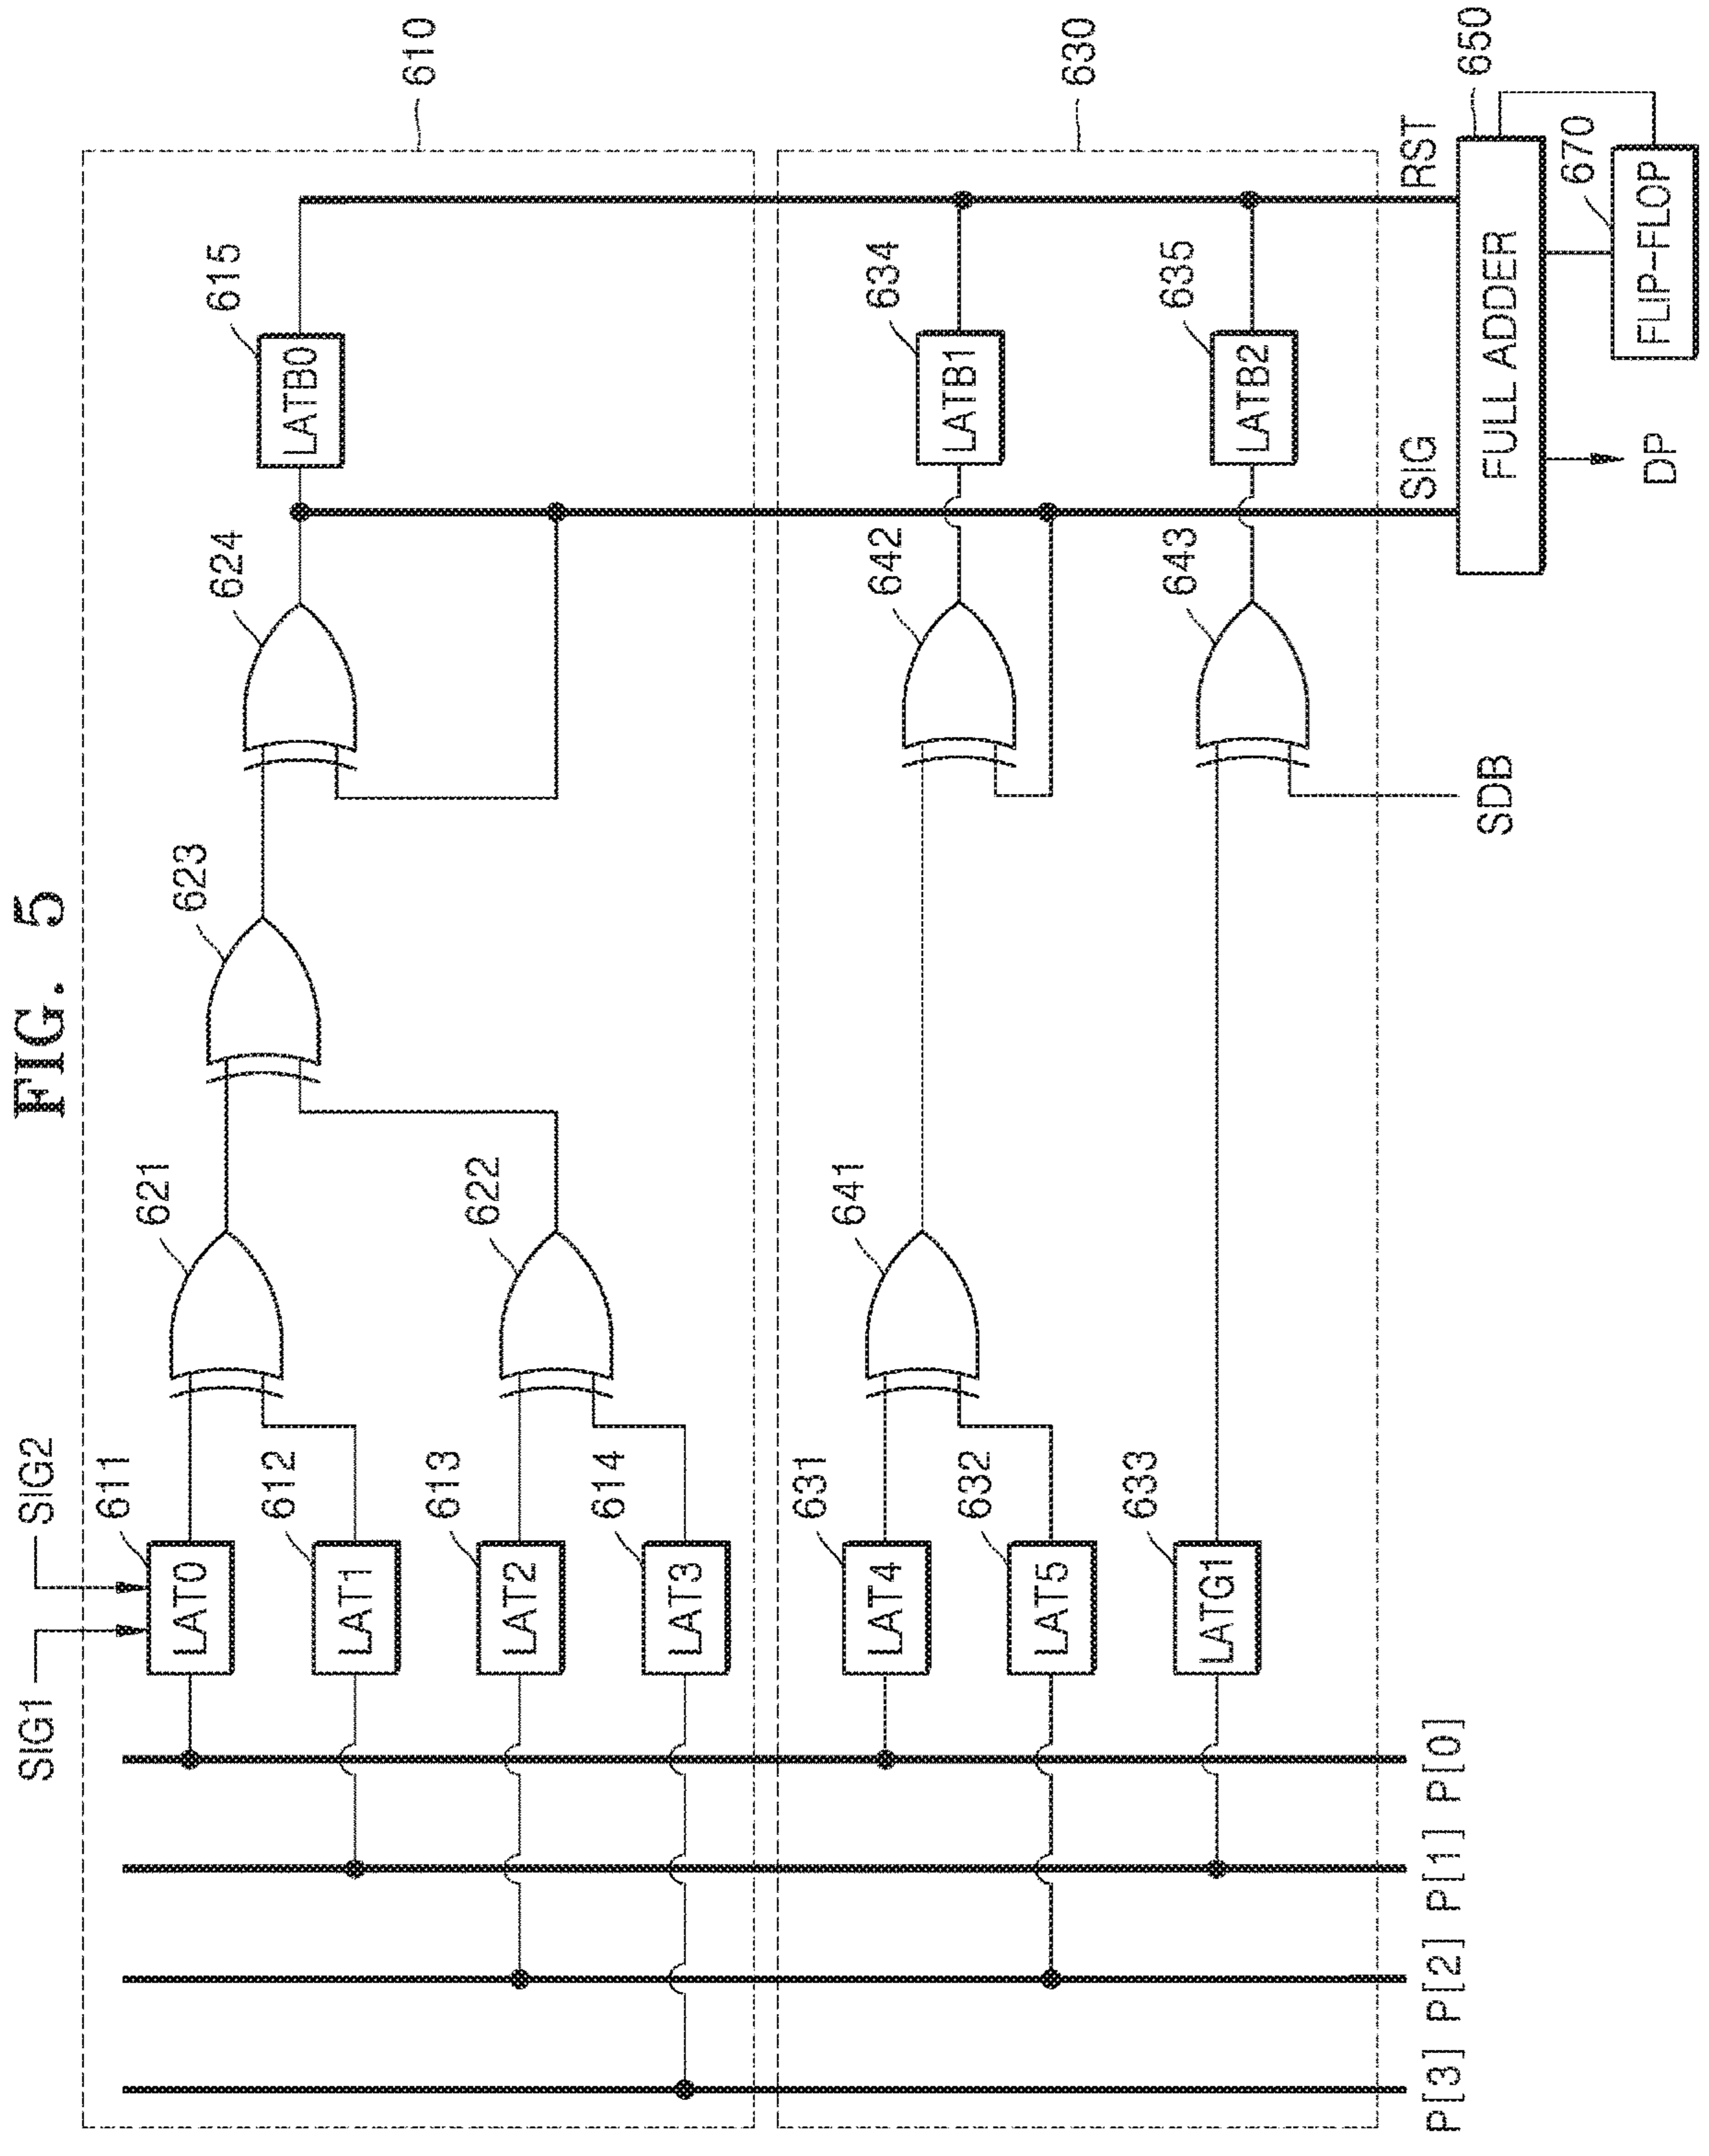 FIG. 5
SIG1
SIG2
610
611
LAT0
621
612
LAT1
623
624
615
LATB0
613
LAT2
622
614
LAT3
630
631
LAT4
641
642
634
LATB1
632
LAT5
633
LATG1
643
635
LATB2
P[3]
P[2]
P[1]
P[0]
SDB
SIG
RST
650
FULL ADDER
DP
670
FLIP-FLOP